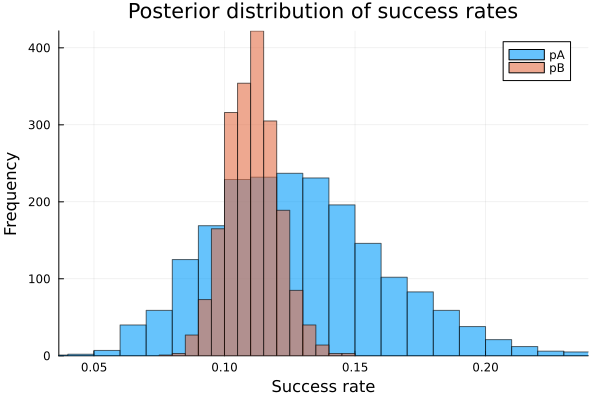 Posterior distribution of success rates
pA
pB
400
300
200
100
0
Frequency
0.05
0.10
0.15
0.20
Success rate